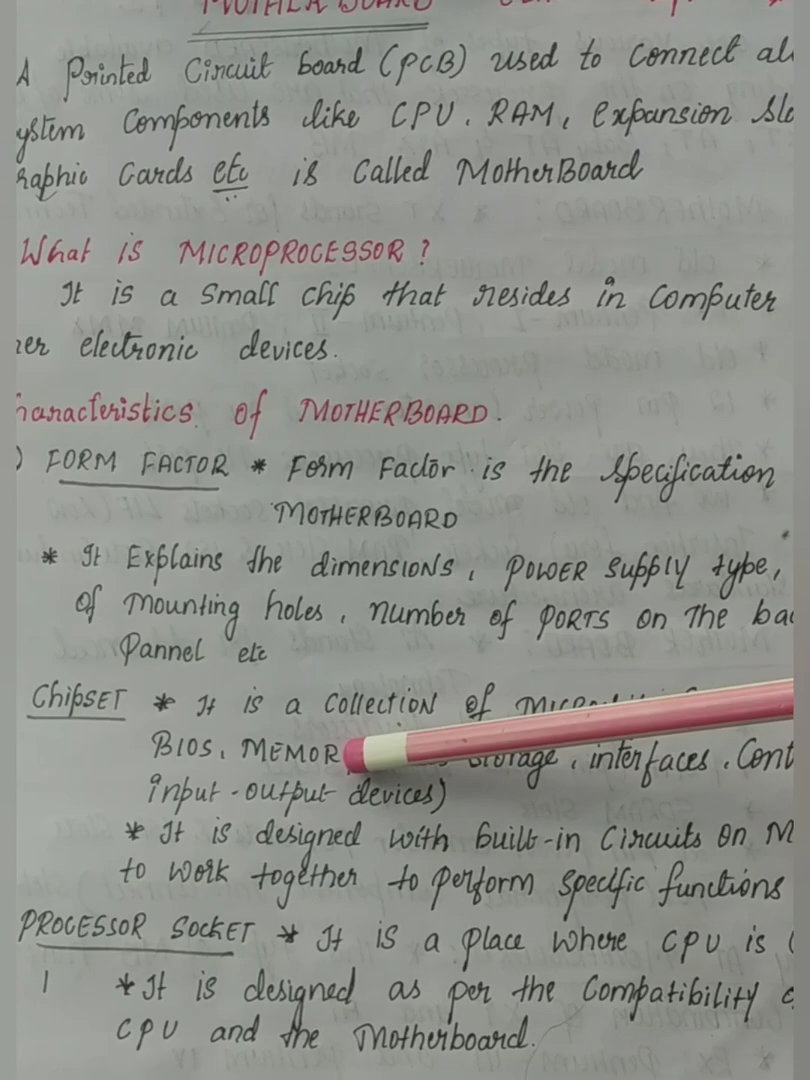 MOTHER BOARD
A Printed Circuit board (PCB) used to Connect al
ystem Components like CPU, RAM, Expansion Slo
raphic Cards etc is Called MotherBoard
What is MICROPROCESSOR?
It is a small chip that resides in Computer
her electronic devices.
haracteristics of MOTHERBOARD.
) FORM FACTOR * Form Factor is the specification
MOTHERBOARD
* It Explains the dimensions, POWER supply type,
of mounting holes, number of PORTS on The bac
Pannel etc
ChipSET * It is a Collection of
BIOS, MEMOR storage, interfaces, Cont
input-output devices)
* It is designed with built-in Circuits on M
to work together to perform specific functions
PROCESSOR SOCKET * It is a place where CPU is
* It is designed as per the Compatibility
CPU and the Motherboard.